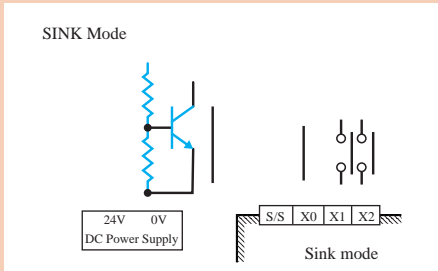 SINK Mode
24V 0V
DC Power Supply
S/S X0 X1 X2
Sink mode